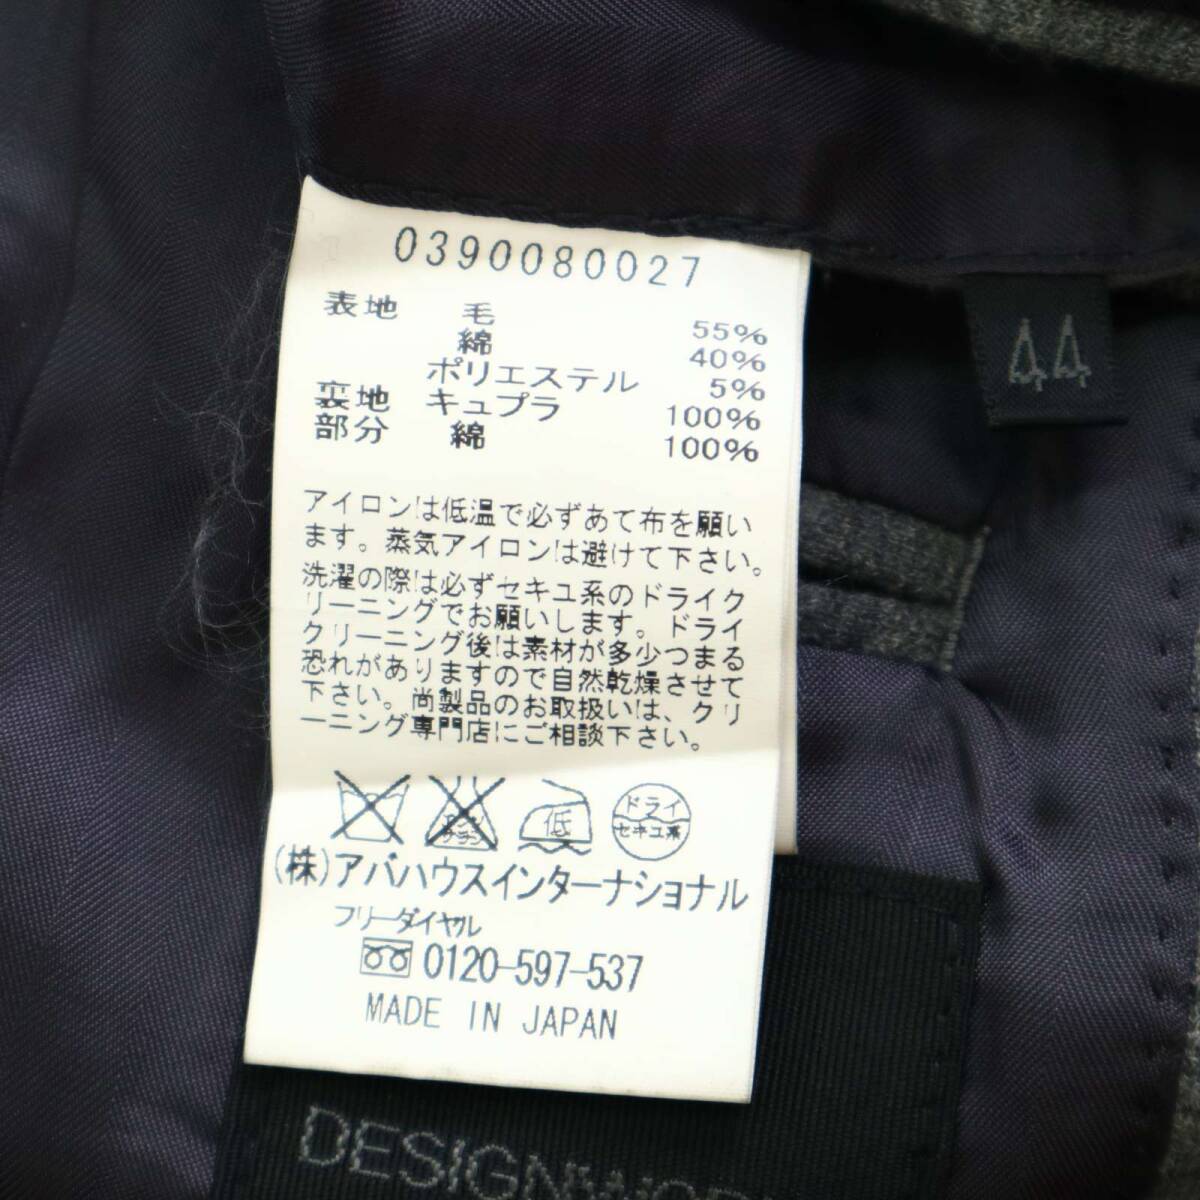 0390080027
表地 毛 55%
綿 40%
ポリエステル 5%
裏地 キュプラ 100%
部分 綿 100%
アイロンは低温で必ずあて布を願い
ます。蒸気アイロンは避けて下さい。
洗濯の際は必ずセキユ系のドライク
リーニングでお願いします。ドライ
クリーニング後は素材が多少つまる
恐れがありますので自然乾燥させて
下さい。尚製品のお取扱いは、クリ
ーニング専門店にご相談下さい。
エンソ
サラシ
低
ドライ
セキユ系
(株)アバハウスインターナショナル
フリーダイヤル
0120-597-537
MADE IN JAPAN
44